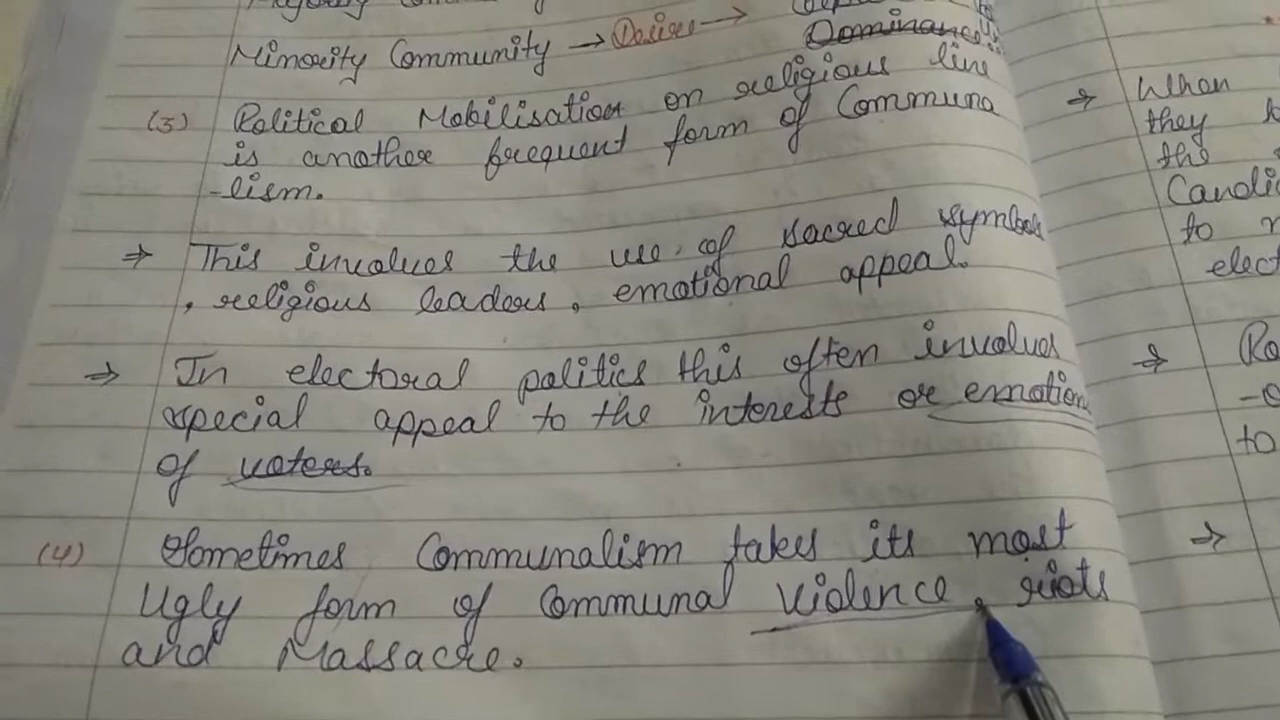 Minority Community → Desires →
Dominance
(3) Political Mobilisation on religious line
is another frequent form of Communa
-lism.
⇒ This involves the use of sacred symbols
, religious leaders, emotional appeal.
⇒ In electoral politics this often involves
special appeal to the interests or emotion
of voters.
(4) Sometimes Communalism takes its most
Ugly form of Communal violence, riots
and Massacre.
⇒ Whan
they
the
Candi
to
elect
⇒
to
⇒